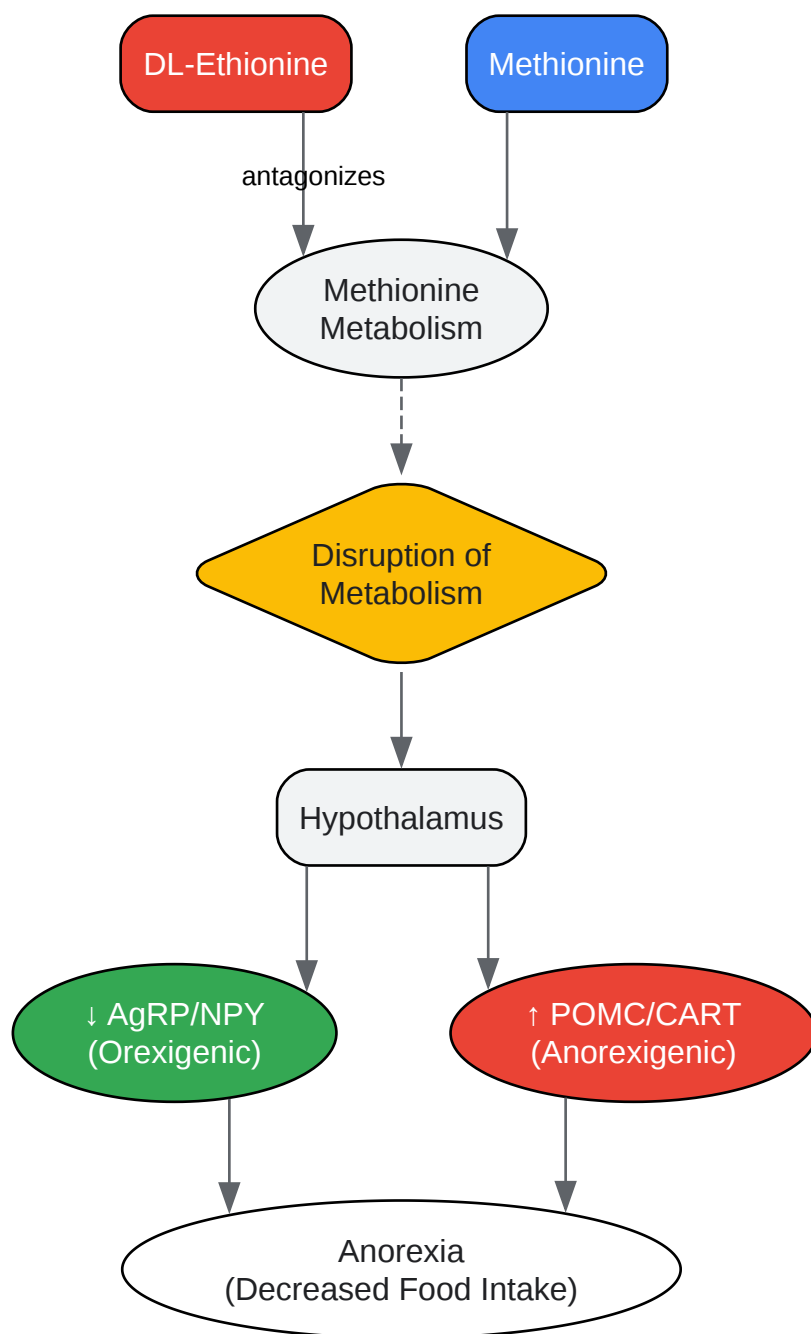 DL-Ethionine
Methionine
antagonizes
Methionine
Metabolism
Disruption of
Metabolism
Hypothalamus
↓ AgRP/NPY
(Orexigenic)
↑ POMC/CART
(Anorexigenic)
Anorexia
(Decreased Food Intake)